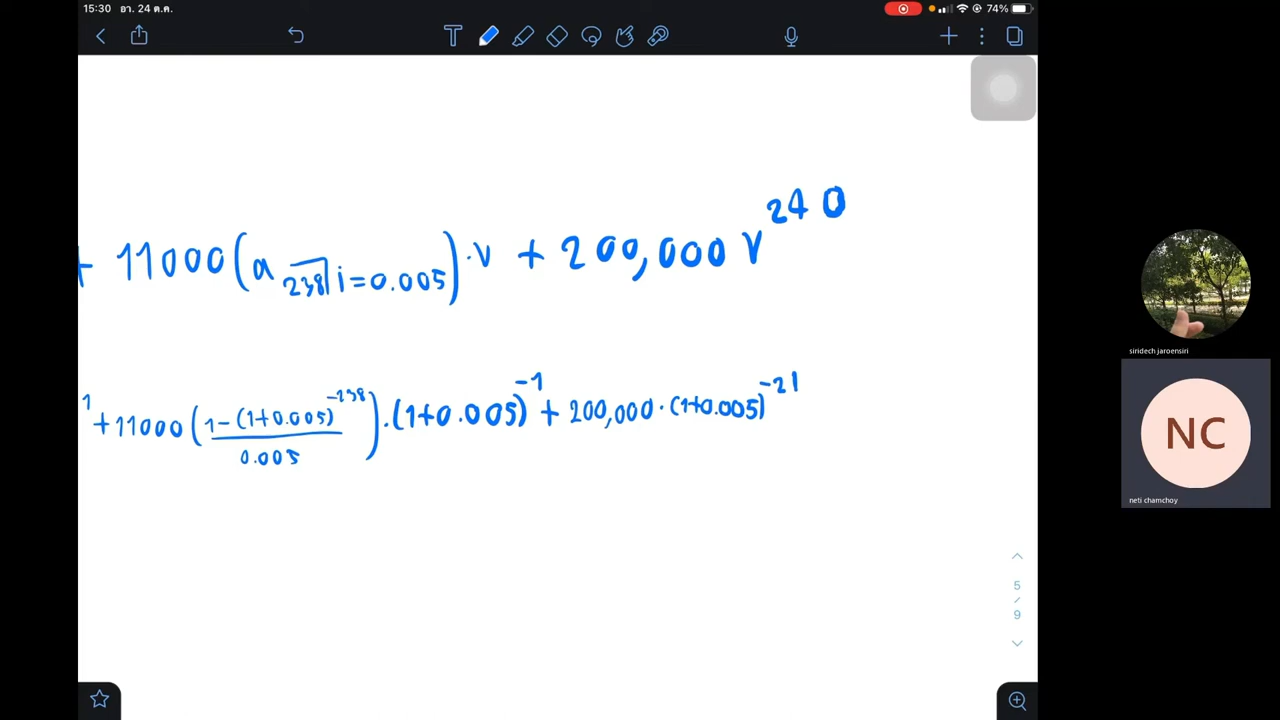 15:30 อา. 24 ต.ค.
74%
+ 11000(a 238| i=0.005)·v + 200,000 v^240
1 + 11000((1-(1+0.005)^-238)/0.005)·(1+0.005)^-1 + 200,000·(1+0.005)^-21
siridech jaroensiri
NC
neti chamchoy
5
/
9